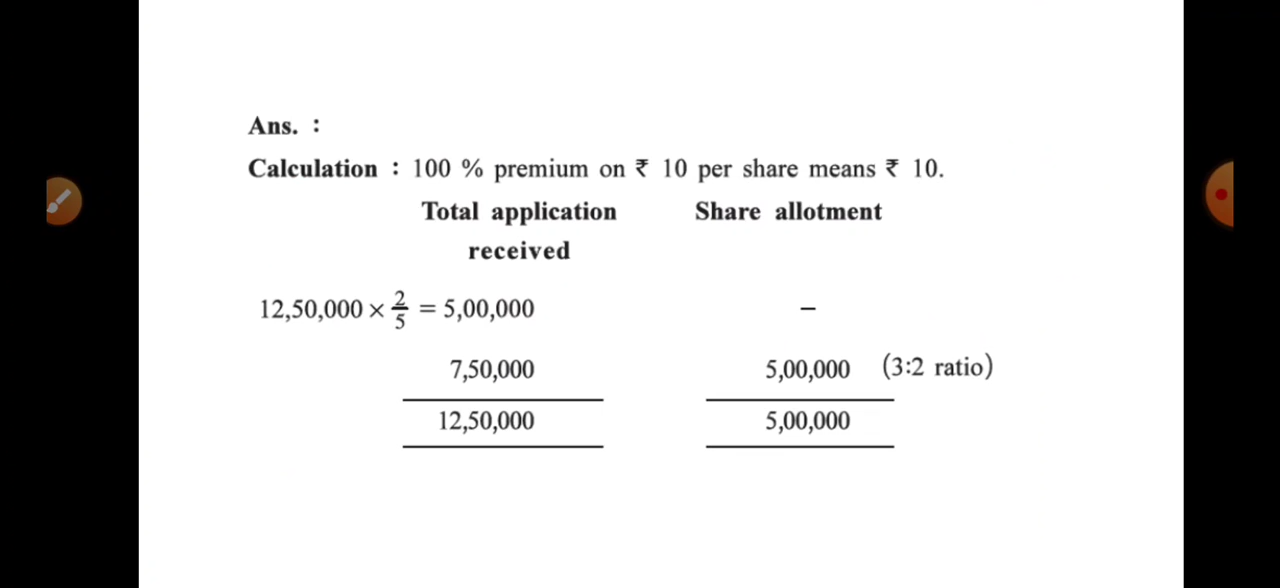 Ans. :
Calculation : 100 % premium on ₹ 10 per share means ₹ 10.
Total application Share allotment
received
12,50,000 × 2/5 = 5,00,000 –
7,50,000 5,00,000 (3:2 ratio)
12,50,000 5,00,000